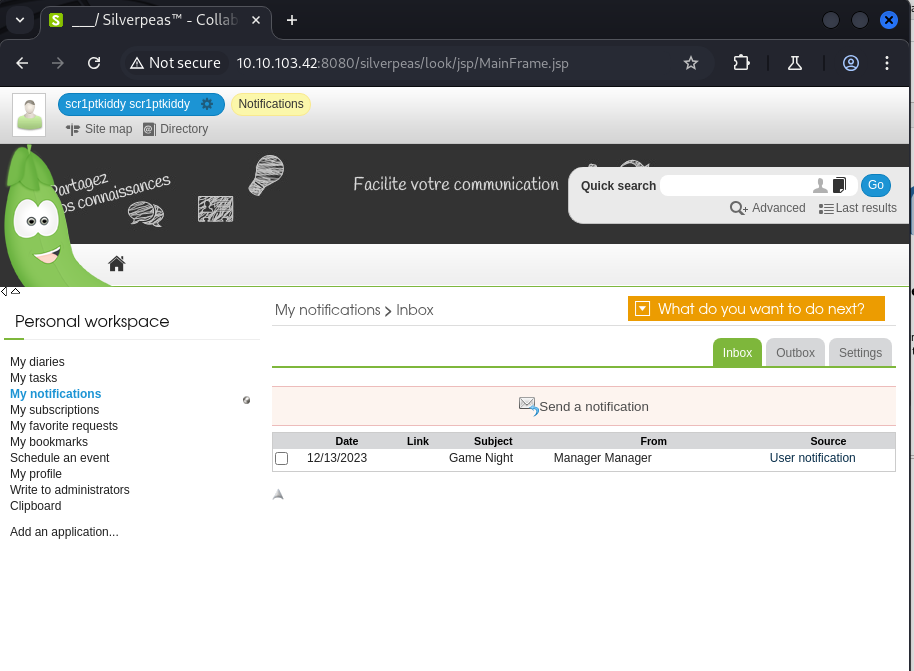 ___/ Silverpeas™ - Collab
Not secure 10.10.103.42:8080/silverpeas/look/jsp/MainFrame.jsp
scr1ptkiddy scr1ptkiddy Notifications
Site map Directory
Partagez
vos connaissances
Facilite votre communication
Quick search Go
Advanced Last results
Personal workspace
My diaries
My tasks
My notifications
My subscriptions
My favorite requests
My bookmarks
Schedule an event
My profile
Write to administrators
Clipboard
Add an application...
My notifications > Inbox
What do you want to do next?
Inbox Outbox Settings
Send a notification
Date Link Subject From Source
12/13/2023 Game Night Manager Manager User notification